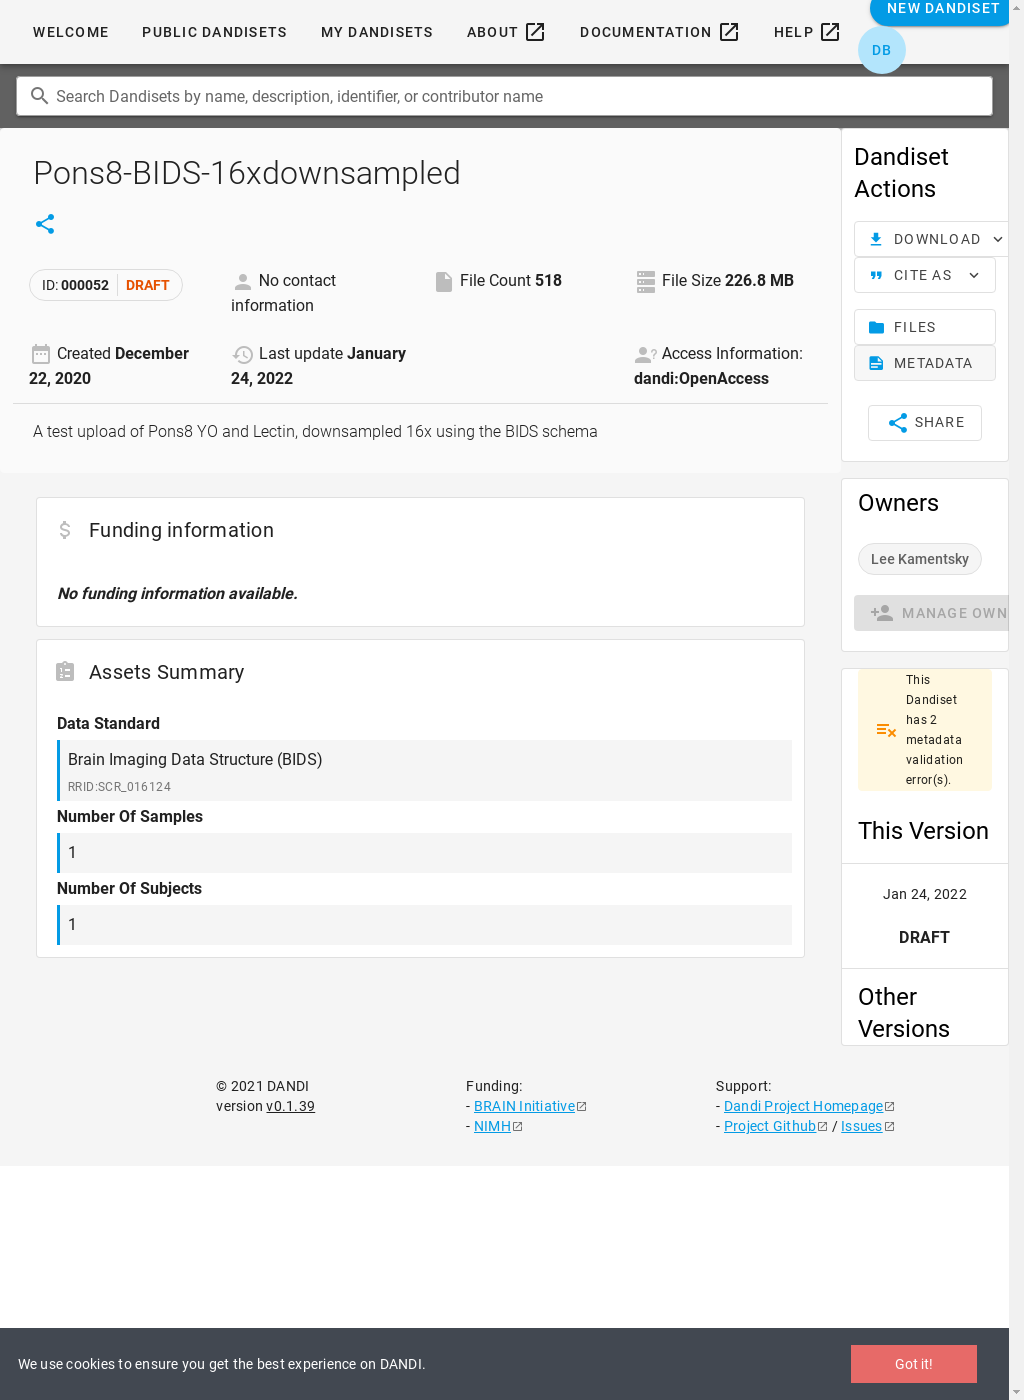 WELCOME
PUBLIC DANDISETS
MY DANDISETS
ABOUT
DOCUMENTATION
HELP
NEW DANDISET
DB
Search Dandisets by name, description, identifier, or contributor name
Pons8-BIDS-16xdownsampled
ID: 000052 DRAFT
No contact
information
File Count 518
File Size 226.8 MB
Created December
22, 2020
Last update January
24, 2022
Access Information:
dandi:OpenAccess
A test upload of Pons8 YO and Lectin, downsampled 16x using the BIDS schema
Funding information
No funding information available.
Assets Summary
Data Standard
Brain Imaging Data Structure (BIDS)
RRID:SCR_016124
Number Of Samples
1
Number Of Subjects
1
Dandiset
Actions
DOWNLOAD
CITE AS
FILES
METADATA
SHARE
Owners
Lee Kamentsky
MANAGE OWN
This
Dandiset
has 2
metadata
validation
error(s).
This Version
Jan 24, 2022
DRAFT
Other
Versions
© 2021 DANDI
version v0.1.39
Funding:
- BRAIN Initiative
- NIMH
Support:
- Dandi Project Homepage
- Project Github / Issues
We use cookies to ensure you get the best experience on DANDI.
Got it!